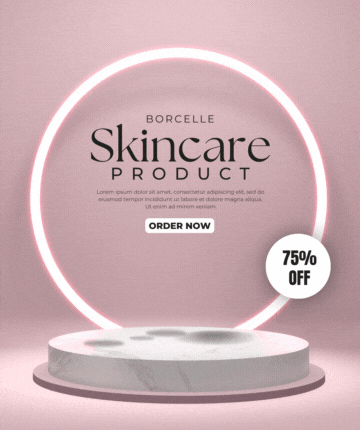 BORCELLE
Skincare
PRODUCT
Lorem ipsum dolor sit amet, consectetur adipiscing elit, sed do
eiusmod tempor incididunt ut labore et dolore magna aliqua.
Ut enim ad minim veniam.
ORDER NOW
75%
OFF